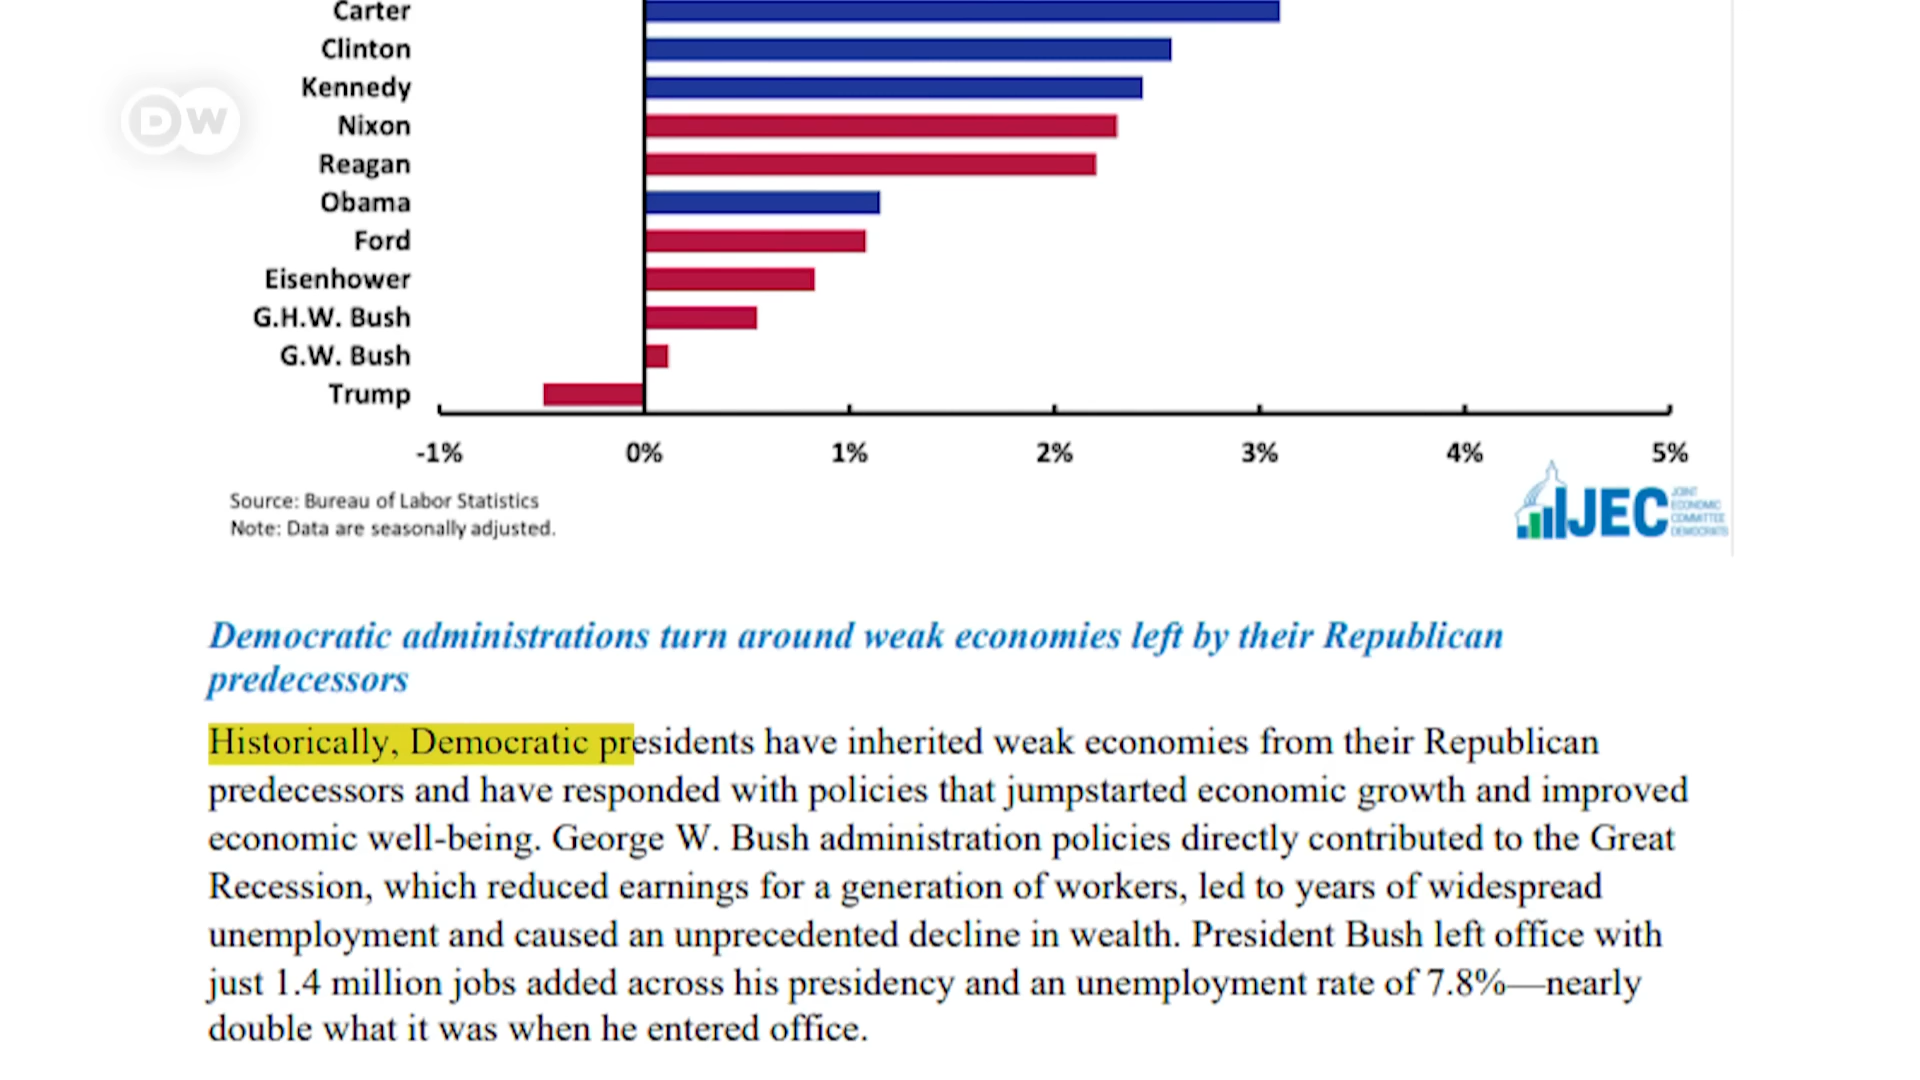 Carter
Clinton
Kennedy
Nixon
Reagan
Obama
Ford
Eisenhower
G.H.W. Bush
G.W. Bush
Trump
-1% 0% 1% 2% 3% 4% 5%
Source: Bureau of Labor Statistics
Note: Data are seasonally adjusted.
JEC JOINT
ECONOMIC
COMMITTEE
DEMOCRATS
DW
Democratic administrations turn around weak economies left by their Republican
predecessors
Historically, Democratic presidents have inherited weak economies from their Republican
predecessors and have responded with policies that jumpstarted economic growth and improved
economic well-being. George W. Bush administration policies directly contributed to the Great
Recession, which reduced earnings for a generation of workers, led to years of widespread
unemployment and caused an unprecedented decline in wealth. President Bush left office with
just 1.4 million jobs added across his presidency and an unemployment rate of 7.8%—nearly
double what it was when he entered office.